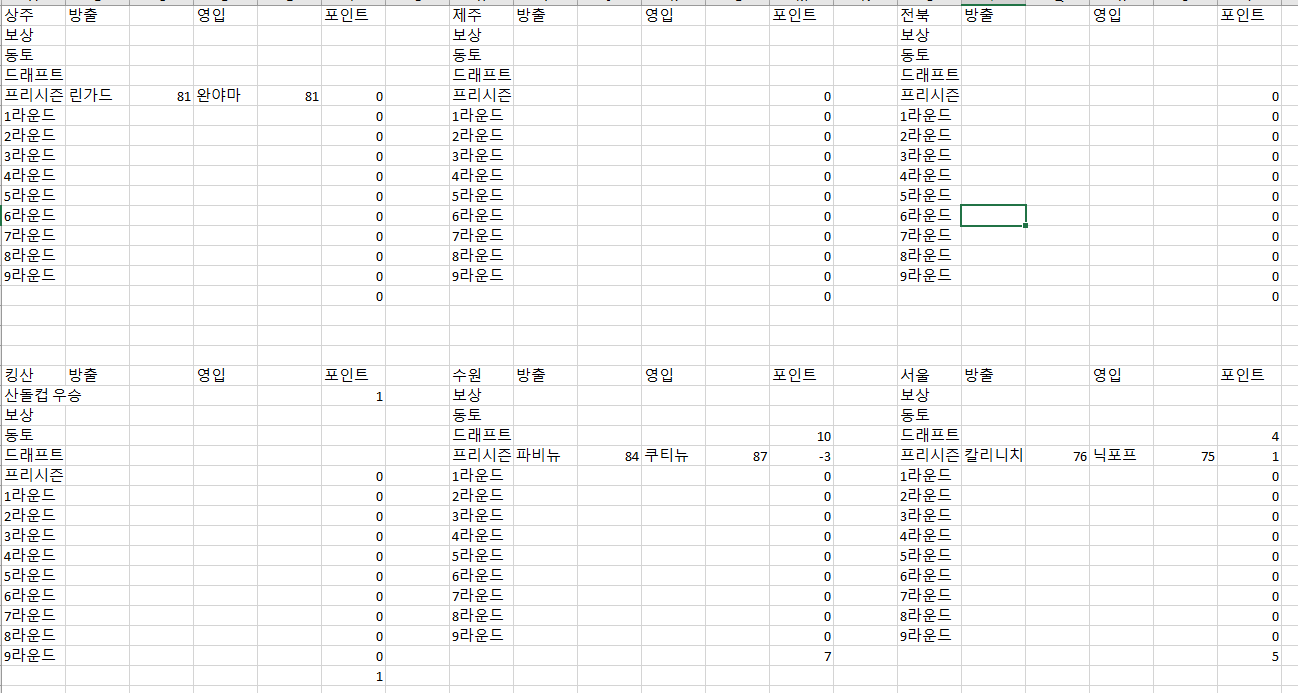 상주 방출 영입 포인트 제주 방출 영입 포인트 전북 방출 영입 포인트
보상 보상 보상
동토 동토 동토
드래프트 드래프트 드래프트
프리시즌 린가드 81 완야마 81 0 프리시즌 0 프리시즌 0
1라운드 0 1라운드 0 1라운드 0
2라운드 0 2라운드 0 2라운드 0
3라운드 0 3라운드 0 3라운드 0
4라운드 0 4라운드 0 4라운드 0
5라운드 0 5라운드 0 5라운드 0
6라운드 0 6라운드 0 6라운드 0
7라운드 0 7라운드 0 7라운드 0
8라운드 0 8라운드 0 8라운드 0
9라운드 0 9라운드 0 9라운드 0
0 0 0
킹산 방출 영입 포인트 수원 방출 영입 포인트 서울 방출 영입 포인트
산돌컵 우승 1 보상 보상
보상 동토 동토
동토 드래프트 10 드래프트 4
드래프트 프리시즌 파비뉴 84 쿠티뉴 87 -3 프리시즌 칼리니치 76 닉포프 75 1
프리시즌 0 1라운드 0 1라운드 0
1라운드 0 2라운드 0 2라운드 0
2라운드 0 3라운드 0 3라운드 0
3라운드 0 4라운드 0 4라운드 0
4라운드 0 5라운드 0 5라운드 0
5라운드 0 6라운드 0 6라운드 0
6라운드 0 7라운드 0 7라운드 0
7라운드 0 8라운드 0 8라운드 0
8라운드 0 9라운드 0 9라운드 0
9라운드 0 7 5
1